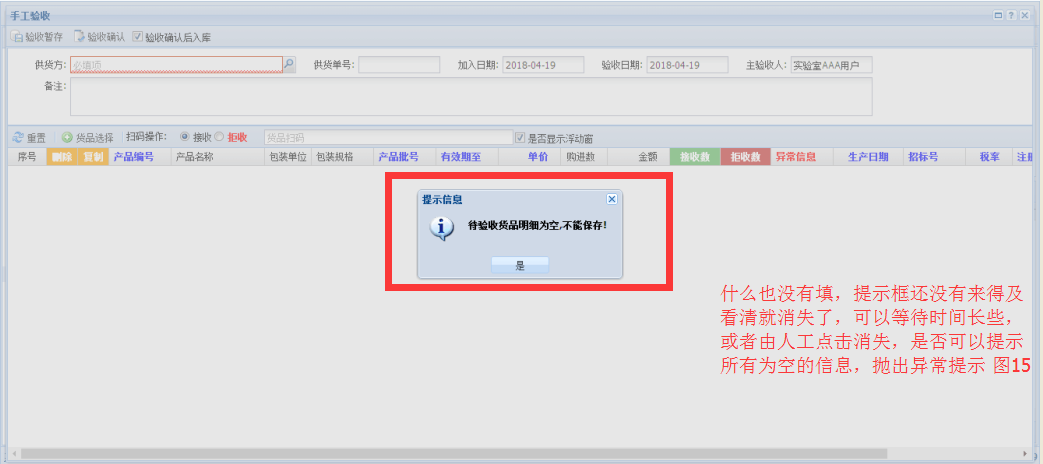 手工验收
验收暂存 验收确认 验收确认后入库
供货方: 必填项 供货单号: 加入日期: 2018-04-19 验收日期: 2018-04-19 主验收人: 实验室AAA用户
备注:
重置 货品选择 扫码操作: 接收 拒收 货品扫码 是否显示浮动窗
序号 删除 复制 产品编号 产品名称 包装单位 包装规格 产品批号 有效期至 单价 购进数 金额 接收数 拒收数 异常信息 生产日期 招标号 税率 注册
提示信息
待验收货品明细为空,不能保存!
是
什么也没有填，提示框还没有来得及
看清就消失了，可以等待时间长些，
或者由人工点击消失，是否可以提示
所有为空的信息，抛出异常提示 图15